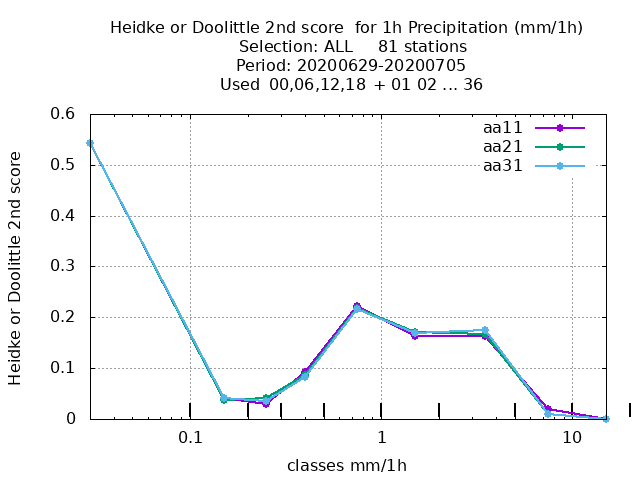 Heidke or Doolittle 2nd score  for 1h Precipitation (mm/1h)
Selection: ALL     81 stations
Period: 20200629-20200705
Used  00,06,12,18  + 01 02 ... 36
aa11
aa21
aa31
Heidke or Doolittle 2nd score
0.6
0.5
0.4
0.3
0.2
0.1
0
0.1
1
10
classes mm/1h